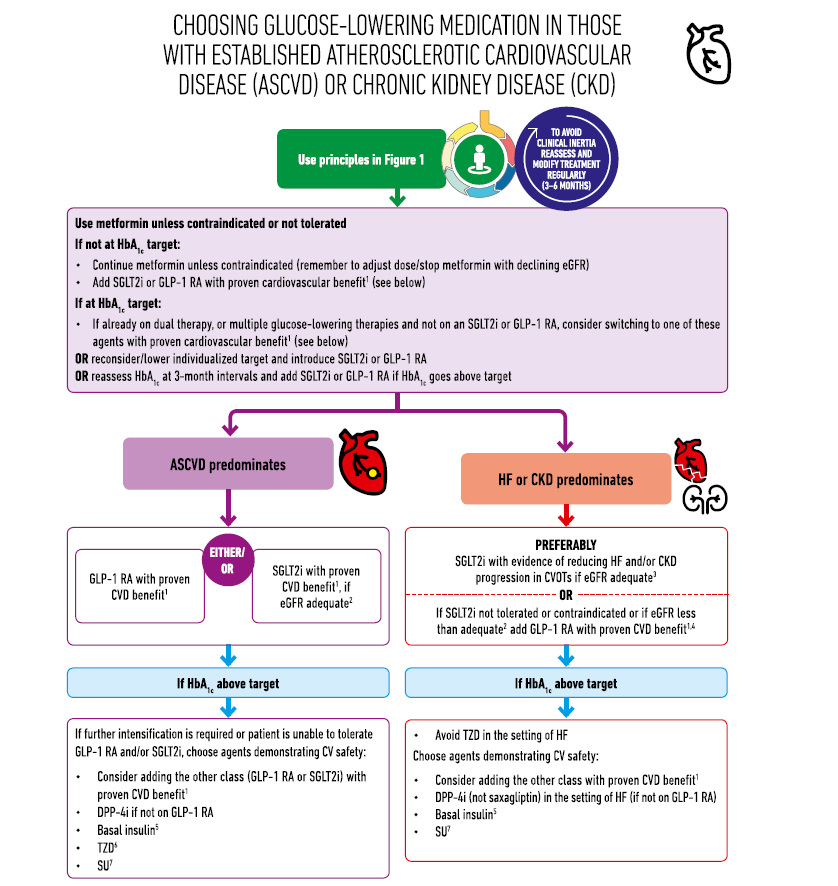 CHOOSING GLUCOSE-LOWERING MEDICATION IN THOSE
WITH ESTABLISHED ATHEROSCLEROTIC CARDIOVASCULAR
DISEASE (ASCVD) OR CHRONIC KIDNEY DISEASE (CKD)
Use principles in Figure 1
TO AVOID
CLINICAL INERTIA
REASSESS AND
MODIFY TREATMENT
REGULARLY
(3–6 MONTHS)
Use metformin unless contraindicated or not tolerated
If not at HbA1c target:
• Continue metformin unless contraindicated (remember to adjust dose/stop metformin with declining eGFR)
• Add SGLT2i or GLP-1 RA with proven cardiovascular benefit¹ (see below)
If at HbA1c target:
• If already on dual therapy, or multiple glucose-lowering therapies and not on an SGLT2i or GLP-1 RA, consider switching to one of these
agents with proven cardiovascular benefit¹ (see below)
OR reconsider/lower individualized target and introduce SGLT2i or GLP-1 RA
OR reassess HbA1c at 3-month intervals and add SGLT2i or GLP-1 RA if HbA1c goes above target
ASCVD predominates
EITHER/
OR
GLP-1 RA with proven
CVD benefit¹
SGLT2i with proven
CVD benefit¹, if
eGFR adequate²
If HbA1c above target
If further intensification is required or patient is unable to tolerate
GLP-1 RA and/or SGLT2i, choose agents demonstrating CV safety:
• Consider adding the other class (GLP-1 RA or SGLT2i) with
proven CVD benefit¹
• DPP-4i if not on GLP-1 RA
• Basal insulin⁵
• TZD⁶
• SU⁷
HF or CKD predominates
PREFERABLY
SGLT2i with evidence of reducing HF and/or CKD
progression in CVOTs if eGFR adequate³
OR
If SGLT2i not tolerated or contraindicated or if eGFR less
than adequate² add GLP-1 RA with proven CVD benefit¹,⁴
If HbA1c above target
• Avoid TZD in the setting of HF
Choose agents demonstrating CV safety:
• Consider adding the other class with proven CVD benefit¹
• DPP-4i (not saxagliptin) in the setting of HF (if not on GLP-1 RA)
• Basal insulin⁵
• SU⁷